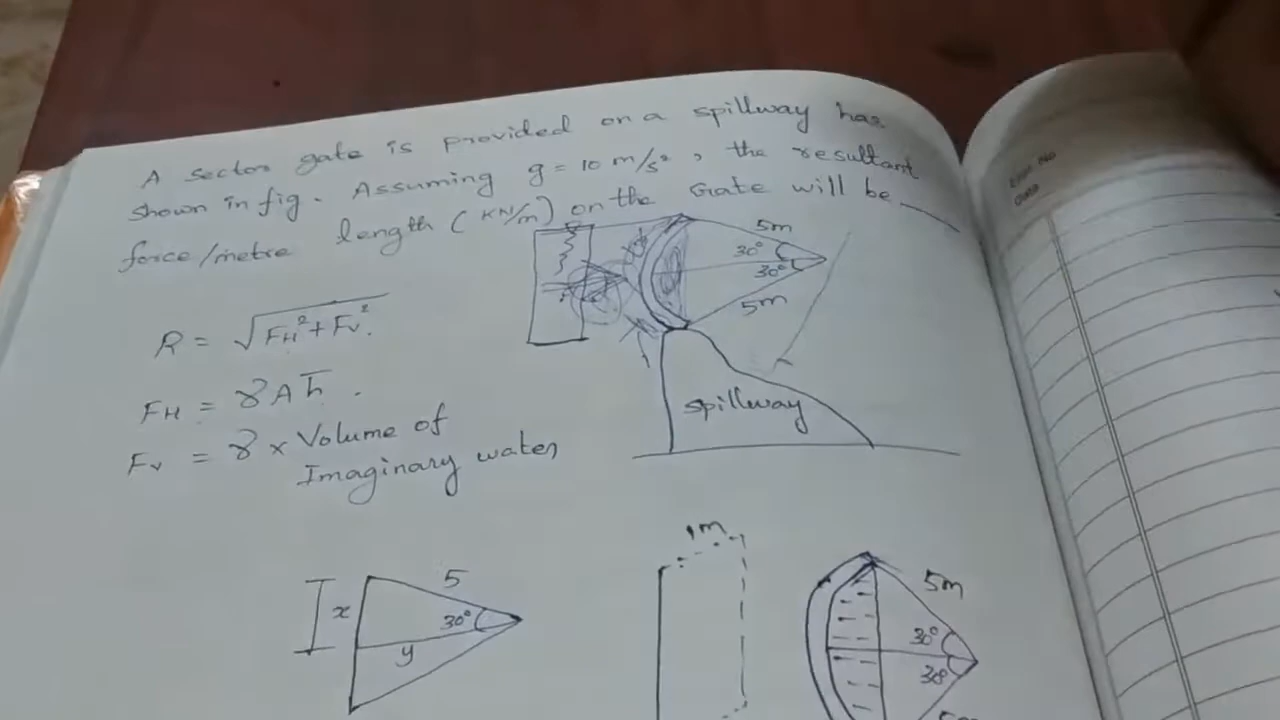 A sector gate is provided on a spillway has
shown in fig. Assuming g = 10 m/s², the resultant
force/metre length (KN/m) on the Gate will be
5m
30°
30°
5m
R = √FH² + Fv².
FH = γAh̄.
Fv = γ × Volume of
Imaginary water
spillway
1m
x
5
30°
y
5m
30°
30°